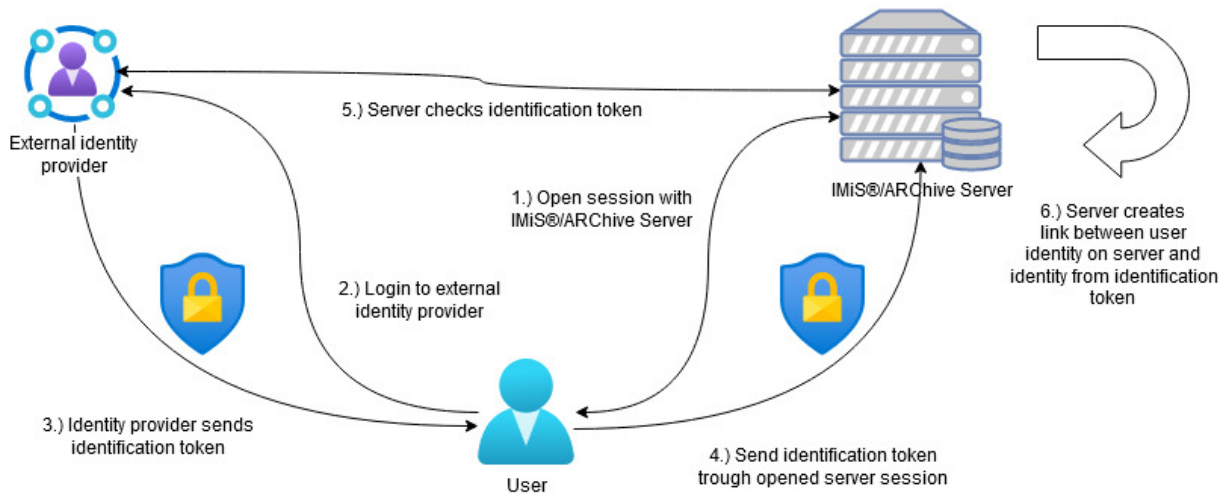 External identity
provider
5.) Server checks identification token
IMiS®/ARChive Server
1.) Open session with
IMiS®/ARChive Server
6.) Server creates
link between user
identity on server and
identity from identification
token
2.) Login to external
identity provider
3.) Identity provider sends
identification token
4.) Send identification token
trough opened server session
User